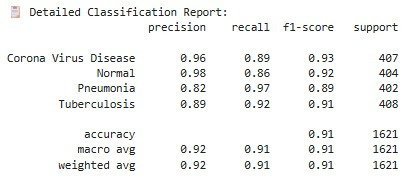 Detailed Classification Report:
precision recall f1-score support
Corona Virus Disease 0.96 0.89 0.93 407
Normal 0.98 0.86 0.92 404
Pneumonia 0.82 0.97 0.89 402
Tuberculosis 0.89 0.92 0.91 408
accuracy 0.91 1621
macro avg 0.92 0.91 0.91 1621
weighted avg 0.92 0.91 0.91 1621